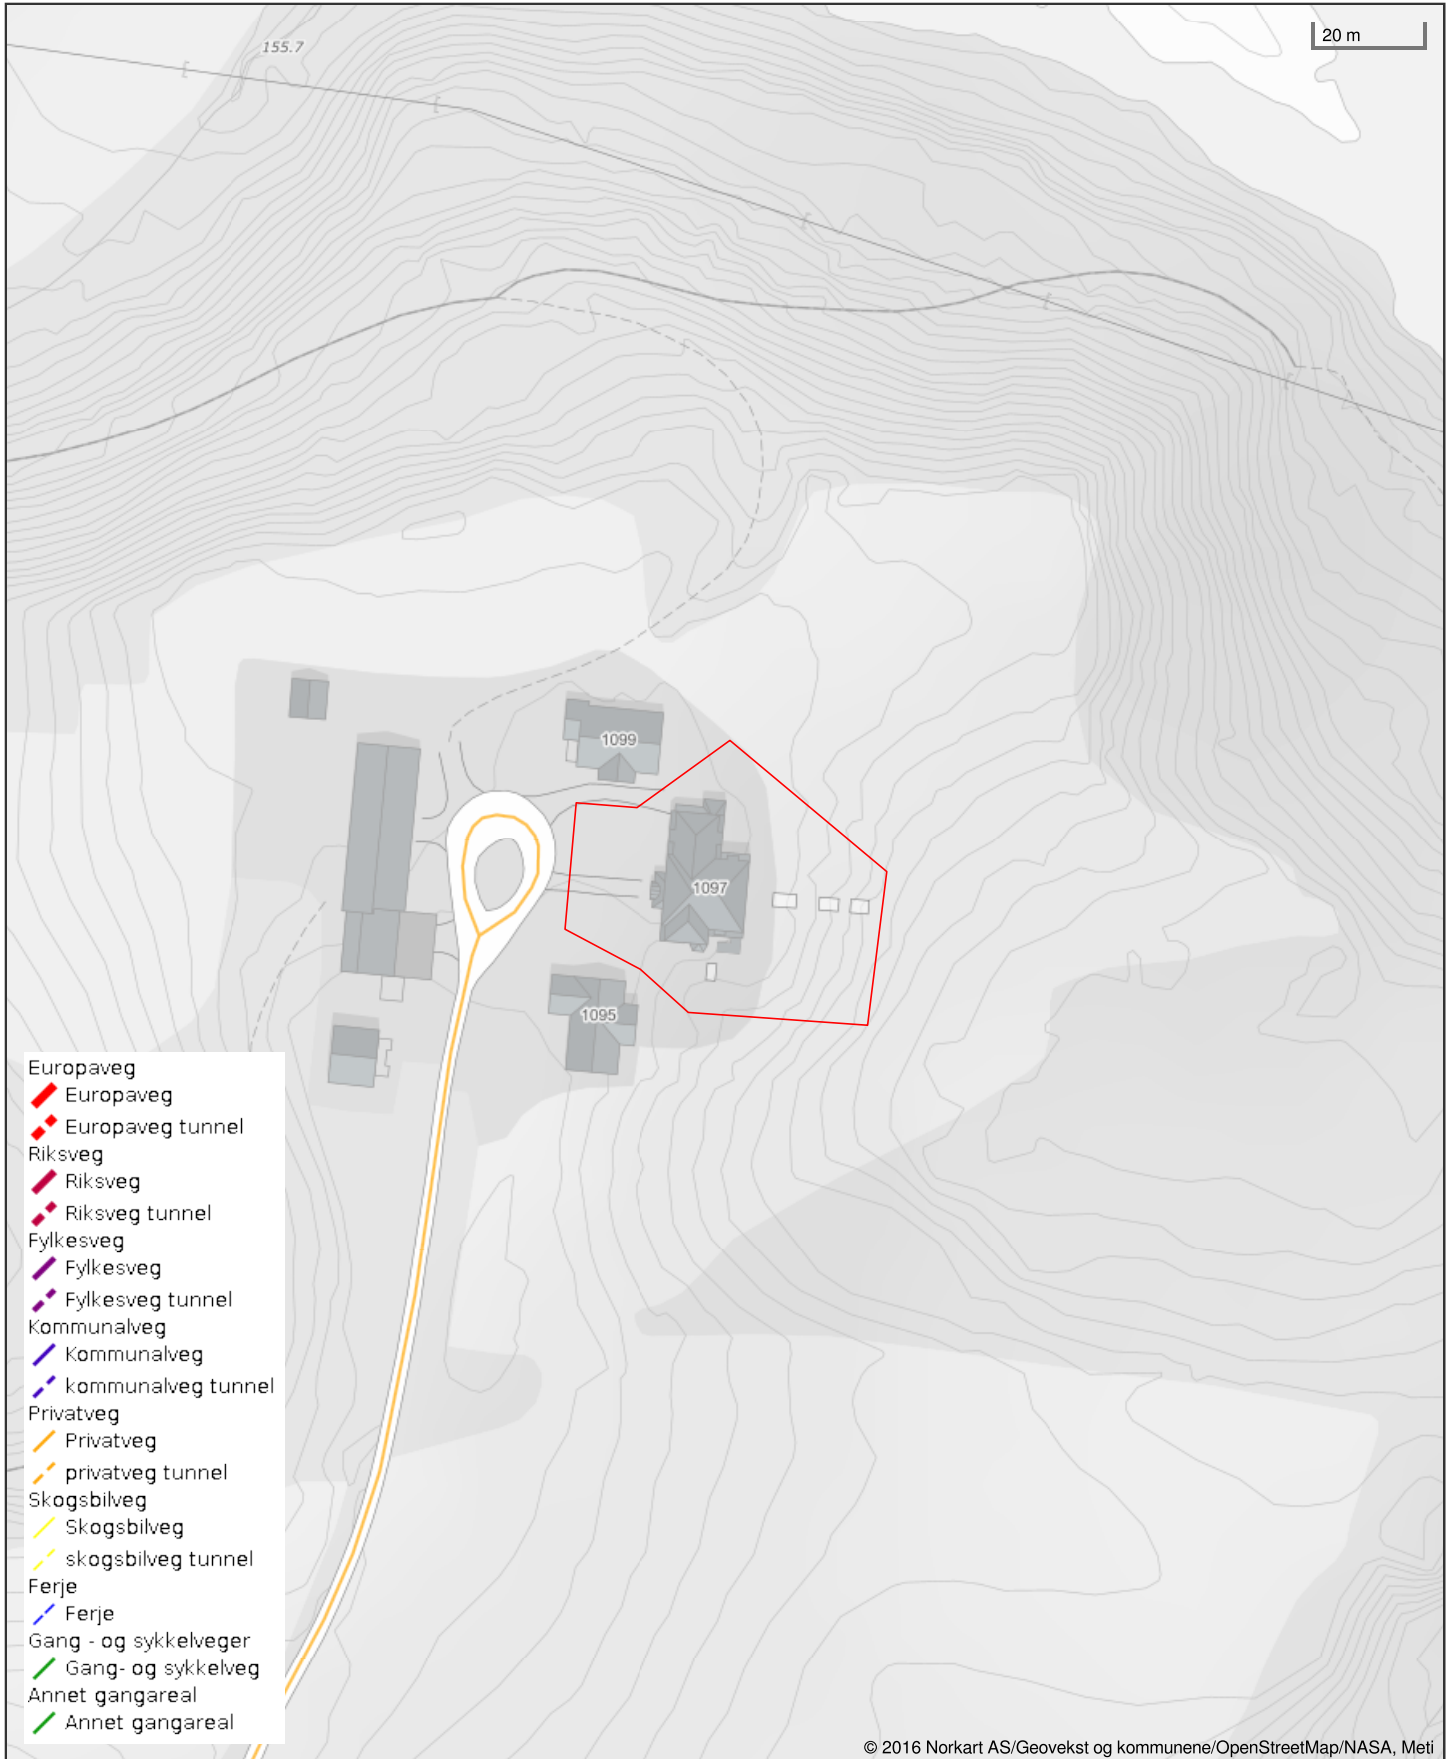 155.7
20 m
1099
1097
1095
Europaveg
Europaveg
Europaveg tunnel
Riksveg
Riksveg
Riksveg tunnel
Fylkesveg
Fylkesveg
Fylkesveg tunnel
Kommunalveg
Kommunalveg
kommunalveg tunnel
Privatveg
Privatveg
privatveg tunnel
Skogsbilveg
Skogsbilveg
skogsbilveg tunnel
Ferje
Ferje
Gang - og sykkelveger
Gang- og sykkelveg
Annet gangareal
Annet gangareal
© 2016 Norkart AS/Geovekst og kommunene/OpenStreetMap/NASA, Meti